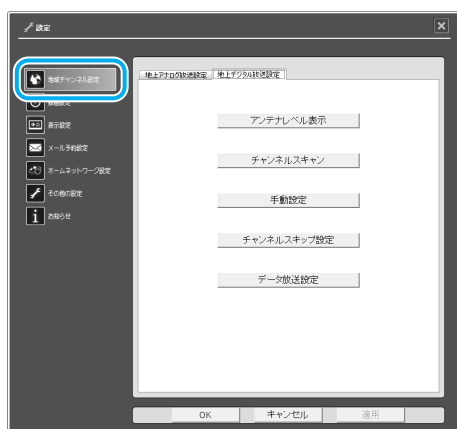 設定
地域チャンネル設定
録画設定
表示設定
メール予約設定
ホームネットワーク設定
その他の設定
お知らせ
地上アナログ放送設定 地上デジタル放送設定
アンテナレベル表示
チャンネルスキャン
手動設定
チャンネルスキップ設定
データ放送設定
OK キャンセル 適用